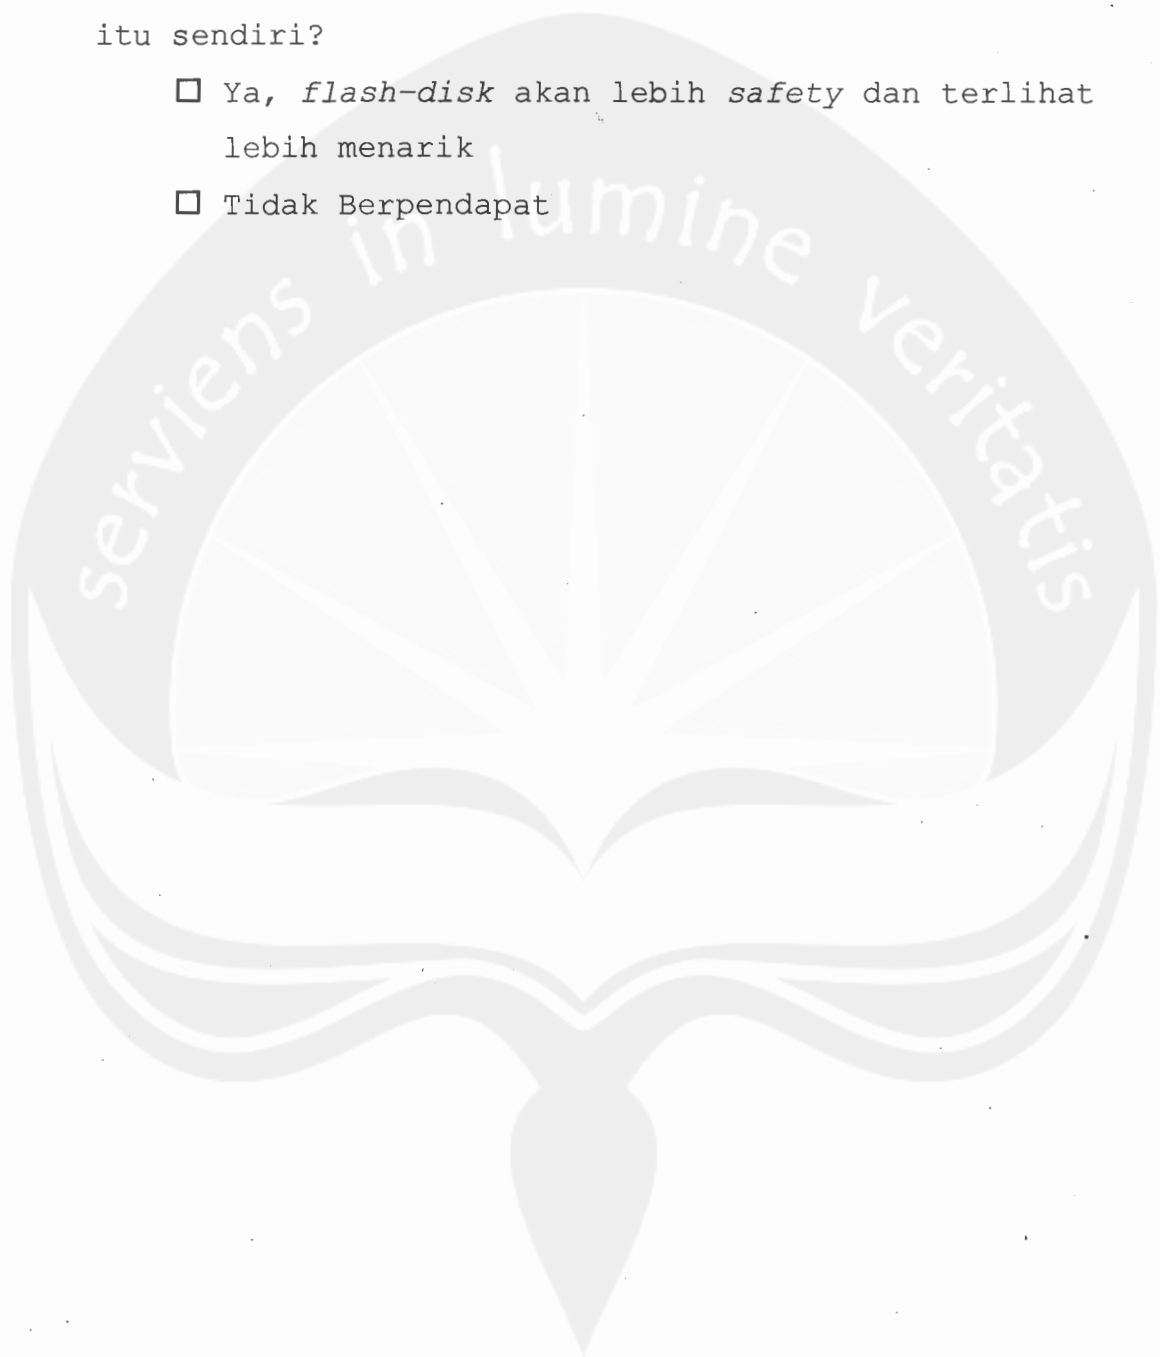 itu sendiri?
☐ Ya, flash-disk akan lebih safety dan terlihat
lebih menarik
☐ Tidak Berpendapat
serviens in lumine veritatis